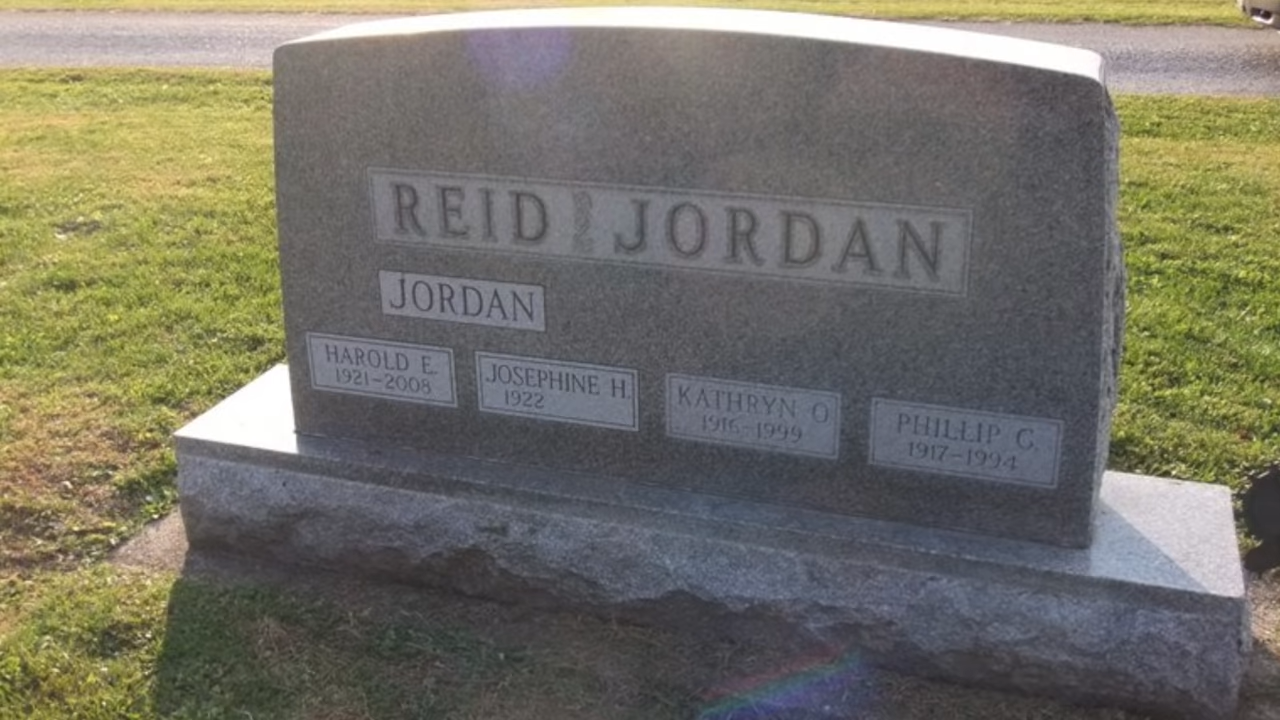 REID JORDAN
JORDAN
HAROLD E.
1921-2008
JOSEPHINE H.
1922
KATHRYN O
1916-1999
PHILLIP C.
1917-1994